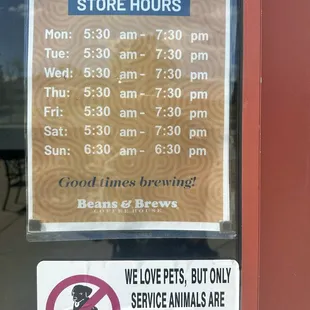 STORE HOURS
Mon: 5:30 am - 7:30 pm
Tue: 5:30 am - 7:30 pm
Wed: 5:30 am - 7:30 pm
Thu: 5:30 am - 7:30 pm
Fri: 5:30 am - 7:30 pm
Sat: 5:30 am - 7:30 pm
Sun: 6:30 am - 6:30 pm
Good times brewing!
Beans & Brews
COFFEE HOUSE
WE LOVE PETS, BUT ONLY
SERVICE ANIMALS ARE